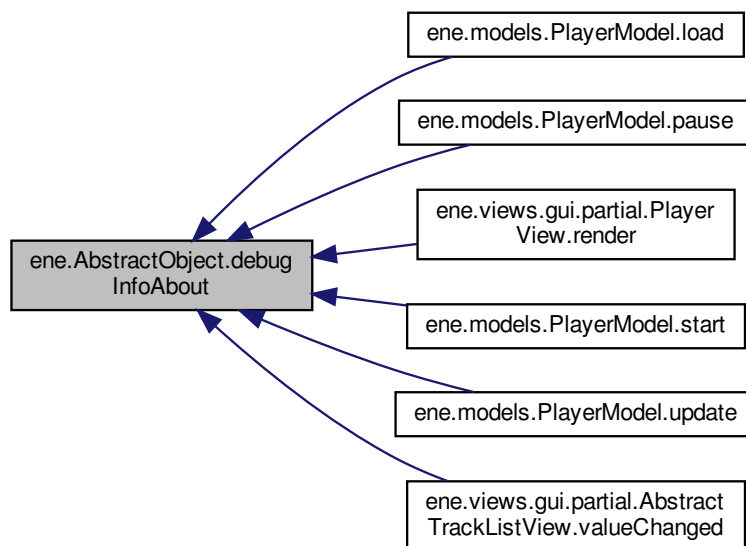 ene.models.PlayerModel.load
ene.models.PlayerModel.pause
ene.views.gui.partial.Player
View.render
ene.AbstractObject.debug
InfoAbout
ene.models.PlayerModel.start
ene.models.PlayerModel.update
ene.views.gui.partial.Abstract
TrackListView.valueChanged